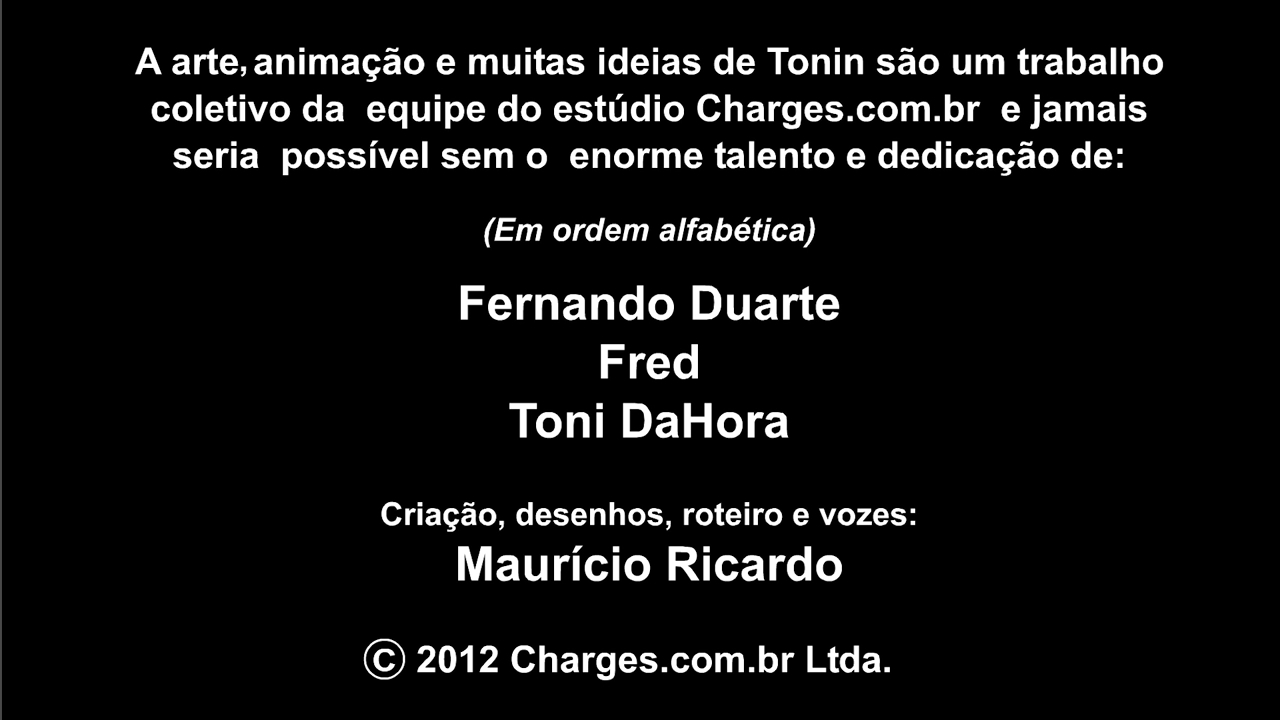 A arte, animação e muitas ideias de Tonin são um trabalho
coletivo da equipe do estúdio Charges.com.br e jamais
seria possível sem o enorme talento e dedicação de:
(Em ordem alfabética)
Fernando Duarte
Fred
Toni DaHora
Criação, desenhos, roteiro e vozes:
Maurício Ricardo
© 2012 Charges.com.br Ltda.